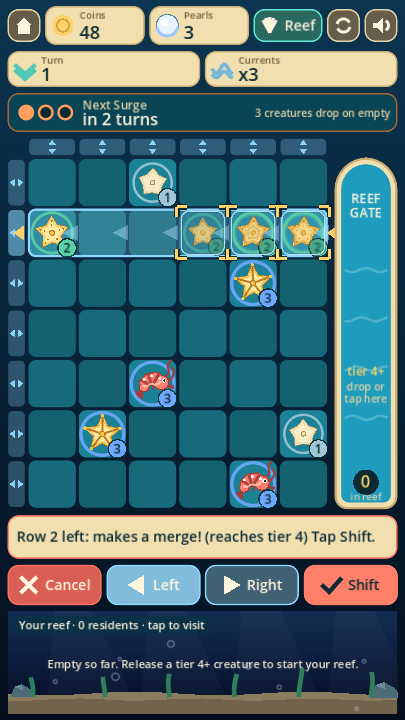 Coins
48
Pearls
3
Reef
Turn
1
Currents
x3
Next Surge
in 2 turns
3 creatures drop on empty
1
REEF
GATE
2
2
2
2
3
tier 4+
drop or
tap here
3
3
1
3
0
in reef
Row 2 left: makes a merge! (reaches tier 4) Tap Shift.
Cancel
Left
Right
Shift
Your reef · 0 residents · tap to visit
Empty so far. Release a tier 4+ creature to start your reef.